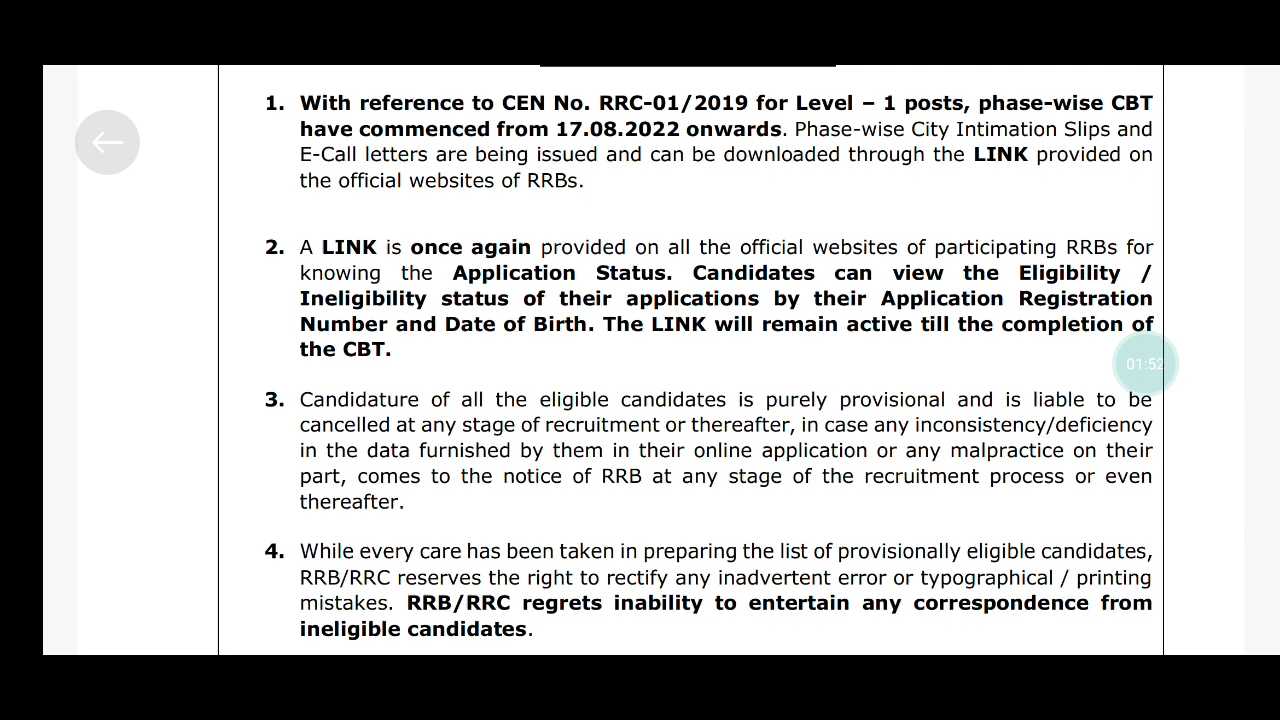 1. With reference to CEN No. RRC-01/2019 for Level – 1 posts, phase-wise CBT
have commenced from 17.08.2022 onwards. Phase-wise City Intimation Slips and
E-Call letters are being issued and can be downloaded through the LINK provided on
the official websites of RRBs.
2. A LINK is once again provided on all the official websites of participating RRBs for
knowing the Application Status. Candidates can view the Eligibility /
Ineligibility status of their applications by their Application Registration
Number and Date of Birth. The LINK will remain active till the completion of
the CBT.
01:52
3. Candidature of all the eligible candidates is purely provisional and is liable to be
cancelled at any stage of recruitment or thereafter, in case any inconsistency/deficiency
in the data furnished by them in their online application or any malpractice on their
part, comes to the notice of RRB at any stage of the recruitment process or even
thereafter.
4. While every care has been taken in preparing the list of provisionally eligible candidates,
RRB/RRC reserves the right to rectify any inadvertent error or typographical / printing
mistakes. RRB/RRC regrets inability to entertain any correspondence from
ineligible candidates.